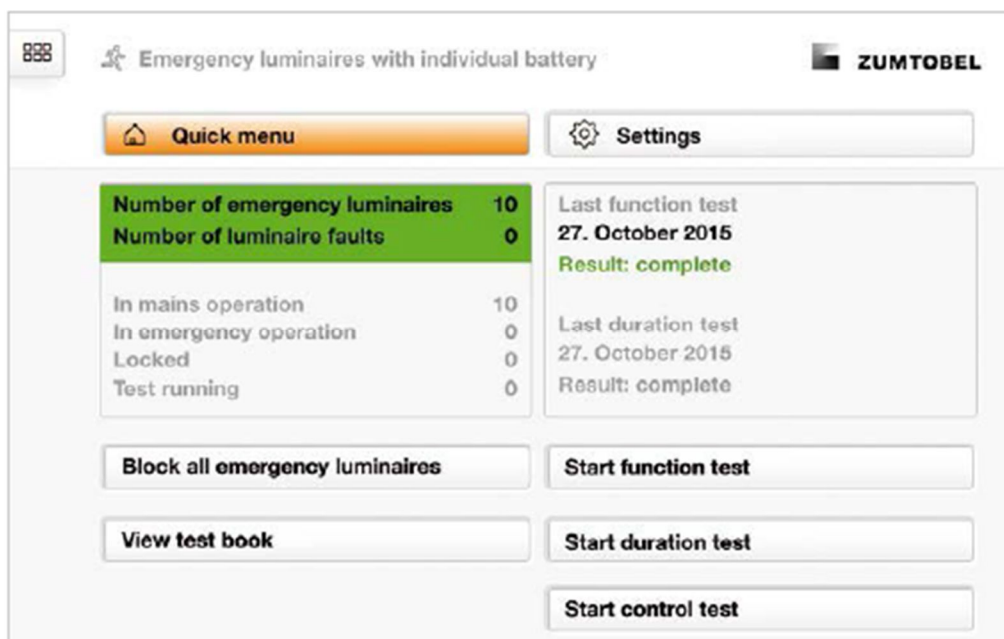 Emergency luminaires with individual battery
ZUMTOBEL
Quick menu
Settings
Number of emergency luminaires 10
Number of luminaire faults 0
In mains operation 10
In emergency operation 0
Locked 0
Test running 0
Last function test
27. October 2015
Result: complete
Last duration test
27. October 2015
Result: complete
Block all emergency luminaires
Start function test
View test book
Start duration test
Start control test